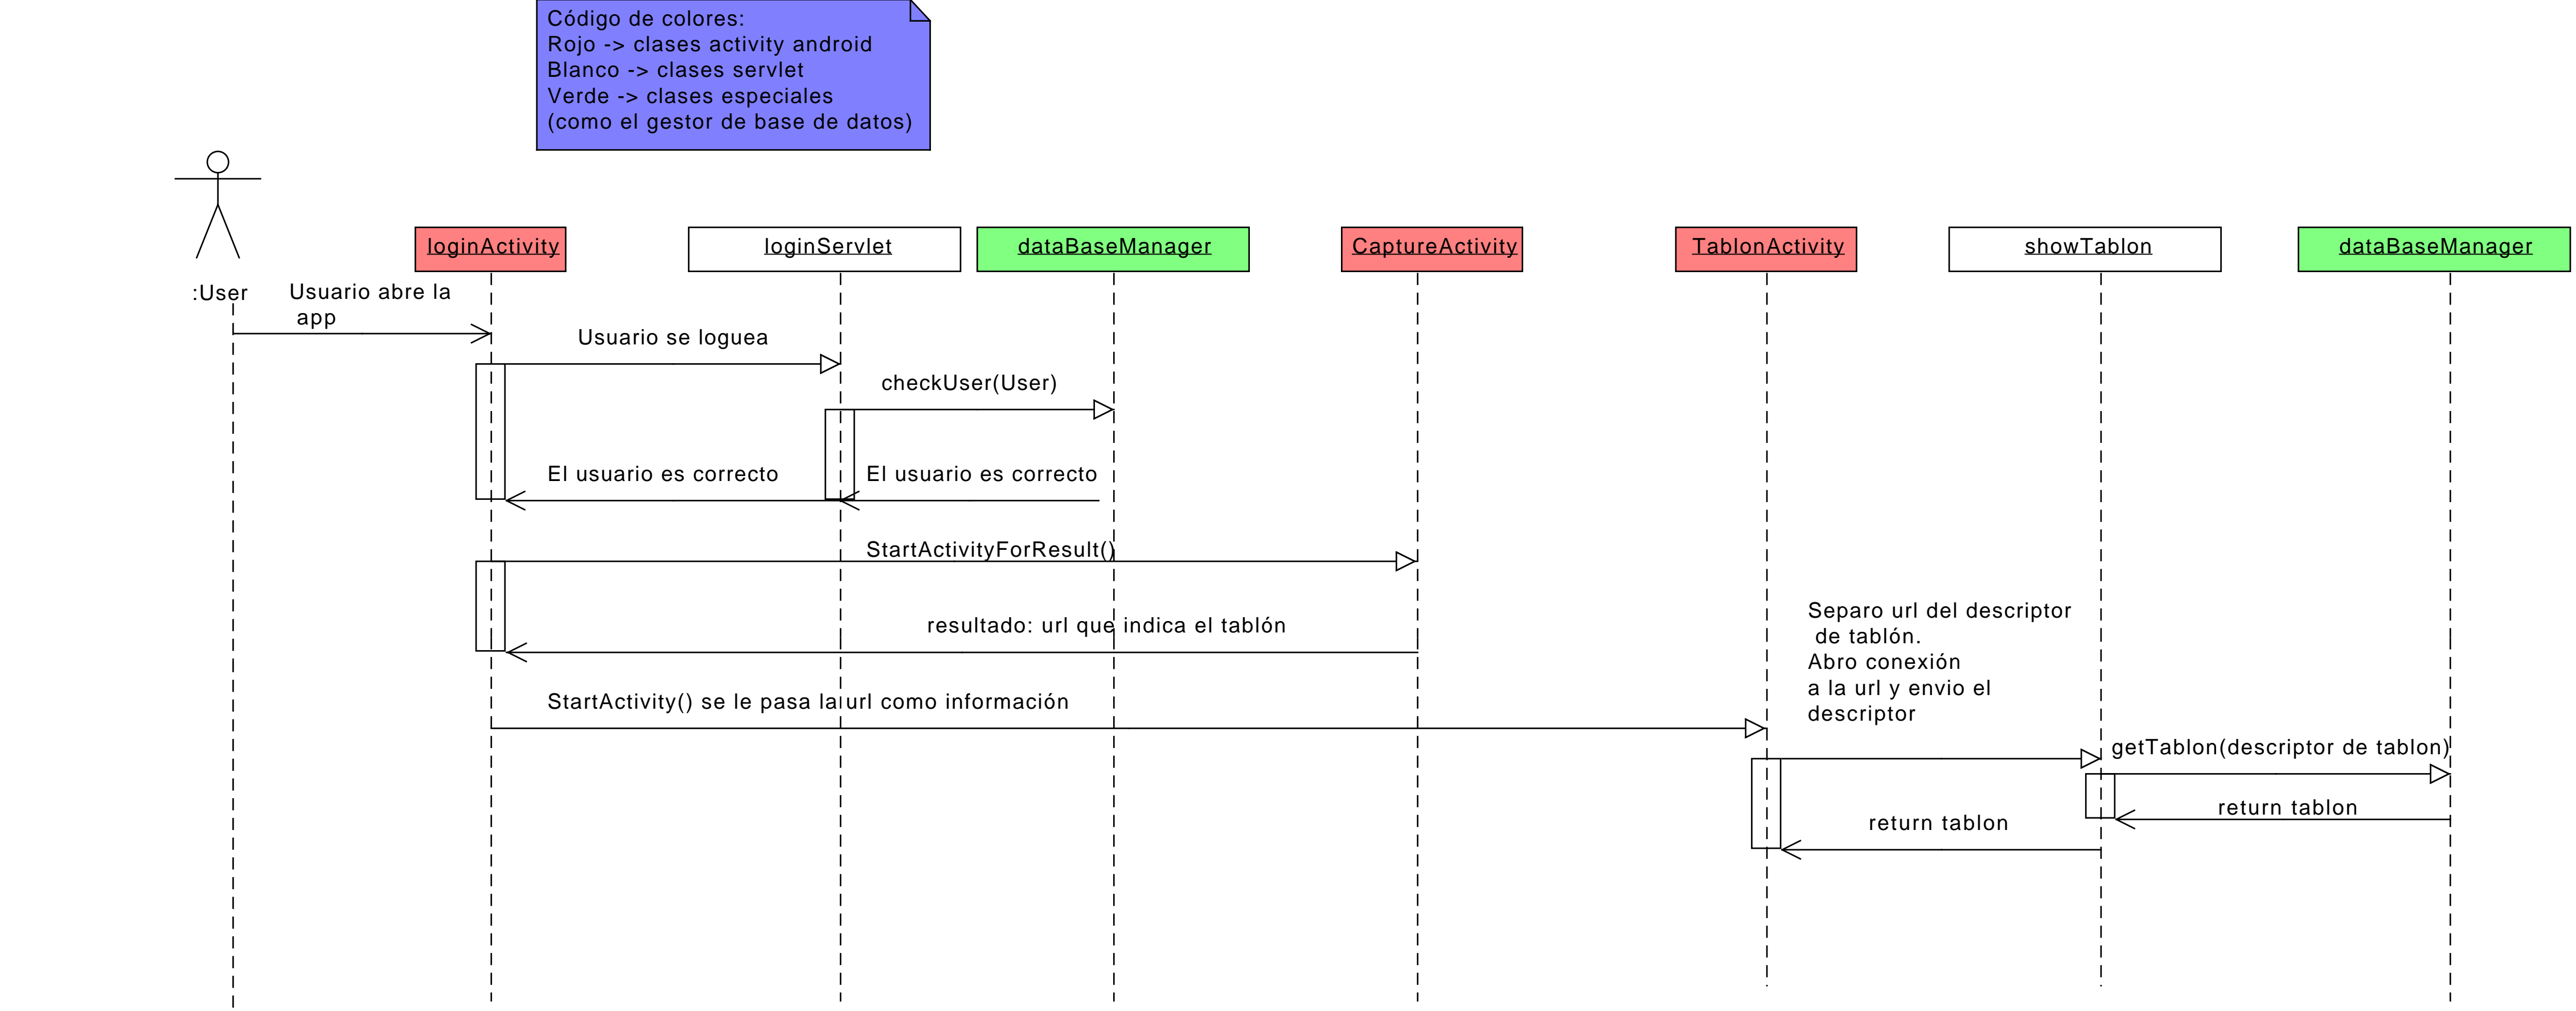 Código de colores:
Rojo -> clases activity android
Blanco -> clases servlet
Verde -> clases especiales
(como el gestor de base de datos)
:User
loginActivity
loginServlet
dataBaseManager
CaptureActivity
TablonActivity
showTablon
dataBaseManager
Usuario abre la
app
Usuario se loguea
checkUser(User)
El usuario es correcto
El usuario es correcto
StartActivityForResult()
resultado: url que indica el tablón
StartActivity() se le pasa la url como información
Separo url del descriptor
de tablón.
Abro conexión
a la url y envio el
descriptor
getTablon(descriptor de tablon)
return tablon
return tablon